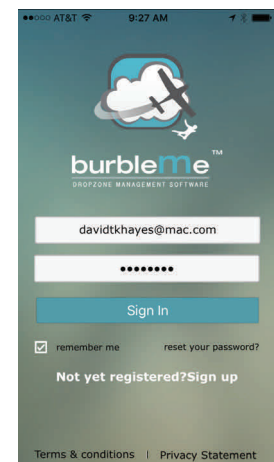 AT&T 9:27 AM
burbleme™
DROPZONE MANAGEMENT SOFTWARE
davidtkhayes@mac.com
••••••••
Sign In
remember me reset your password?
Not yet registered?Sign up
Terms & conditions | Privacy Statement